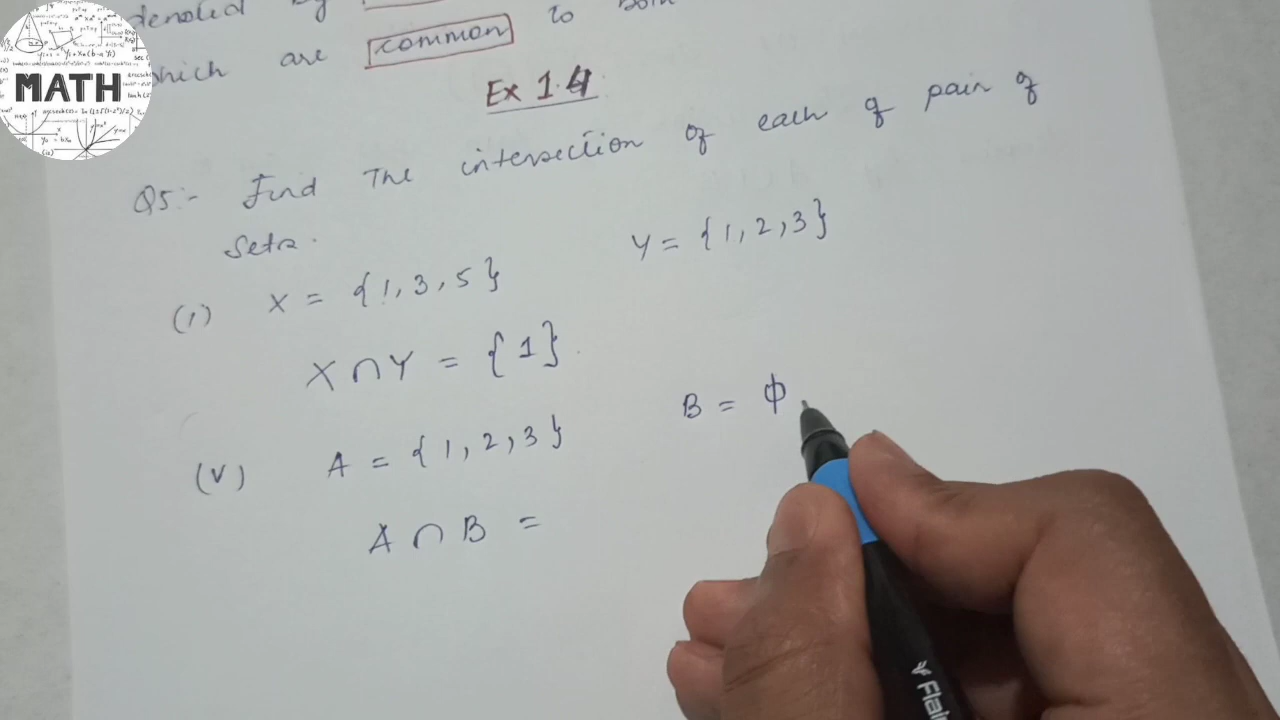 denoted by
which are common to both
Ex 1.4
Q5:- Find The intersection of each of pair of
Sets.
(i) X = {1, 3, 5} Y = {1, 2, 3}
X ∩ Y = {1}
(V) A = {1, 2, 3} B = ϕ
A ∩ B =
MATH
Flair